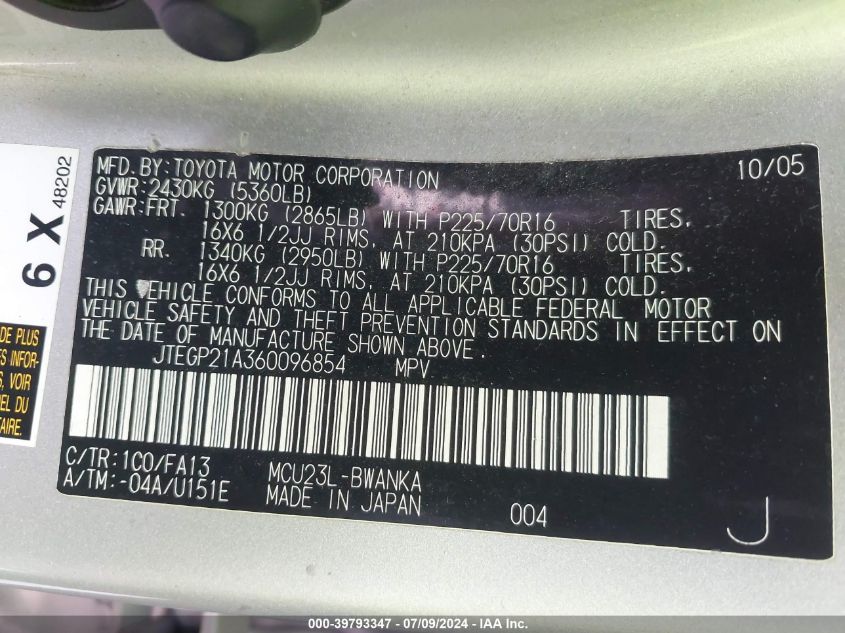 MFD. BY: TOYOTA MOTOR CORPORATION 10/05
GVWR: 2430KG (5360LB)
GAWR: FRT. 1300KG (2865LB) WITH P225/70R16 TIRES,
16X6 1/2JJ RIMS, AT 210KPA (30PSI) COLD.
RR. 1340KG (2950LB) WITH P225/70R16 TIRES,
16X6 1/2JJ RIMS, AT 210KPA (30PSI) COLD.
THIS VEHICLE CONFORMS TO ALL APPLICABLE FEDERAL MOTOR
VEHICLE SAFETY AND THEFT PREVENTION STANDARDS IN EFFECT ON
THE DATE OF MANUFACTURE SHOWN ABOVE.
JTEGP21A360096854 MPV
C/TR: 1C0/FA13 MCU23L-BWANKA
A/TM: -04A/U151E MADE IN JAPAN 004 J
6 X
48202
DE PLUS
ES INFOR-
S, VOIR
EL DU
TAIRE.
000-39793347 - 07/09/2024 - IAA Inc.